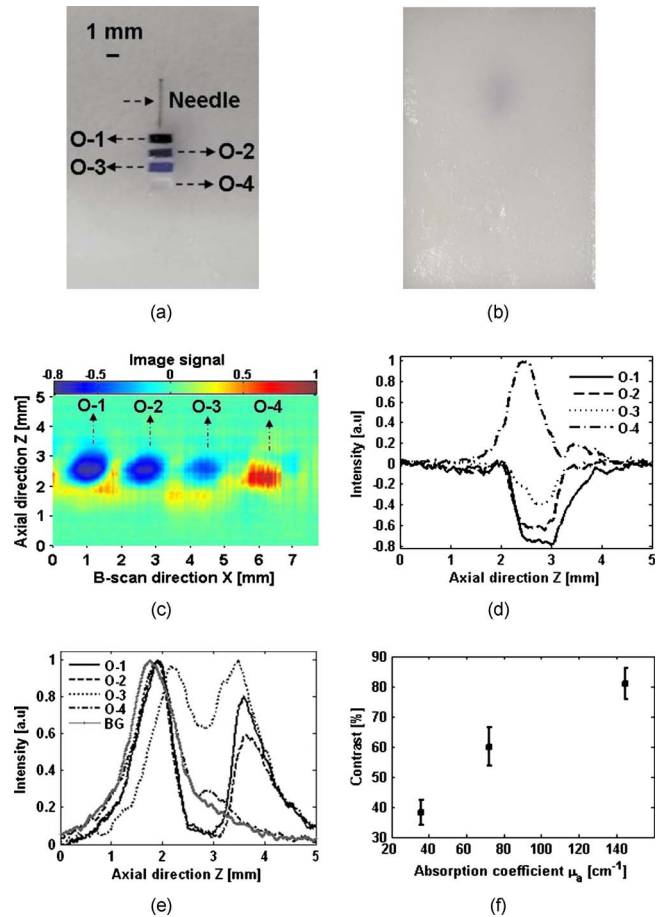 1 mm
Needle
O-1
O-2
O-3
O-4
(a)
(b)
Image signal
-0.8 -0.5 0 0.5 1
O-1 O-2 O-3 O-4
Axial direction Z [mm]
5
4
3
2
1
0
0 1 2 3 4 5 6 7
B-scan direction X [mm]
(c)
Intensity [a.u]
1
0.8
0.6
0.4
0.2
0
-0.2
-0.4
-0.6
-0.8
O-1
O-2
O-3
O-4
0 1 2 3 4 5
Axial direction Z [mm]
(d)
Intensity [a.u]
1
0.8
0.6
0.4
0.2
0
O-1
O-2
O-3
O-4
BG
0 1 2 3 4 5
Axial direction Z [mm]
(e)
Contrast [%]
90
80
70
60
50
40
30
20 40 60 80 100 120 140
Absorption coefficient μa [cm-1]
(f)